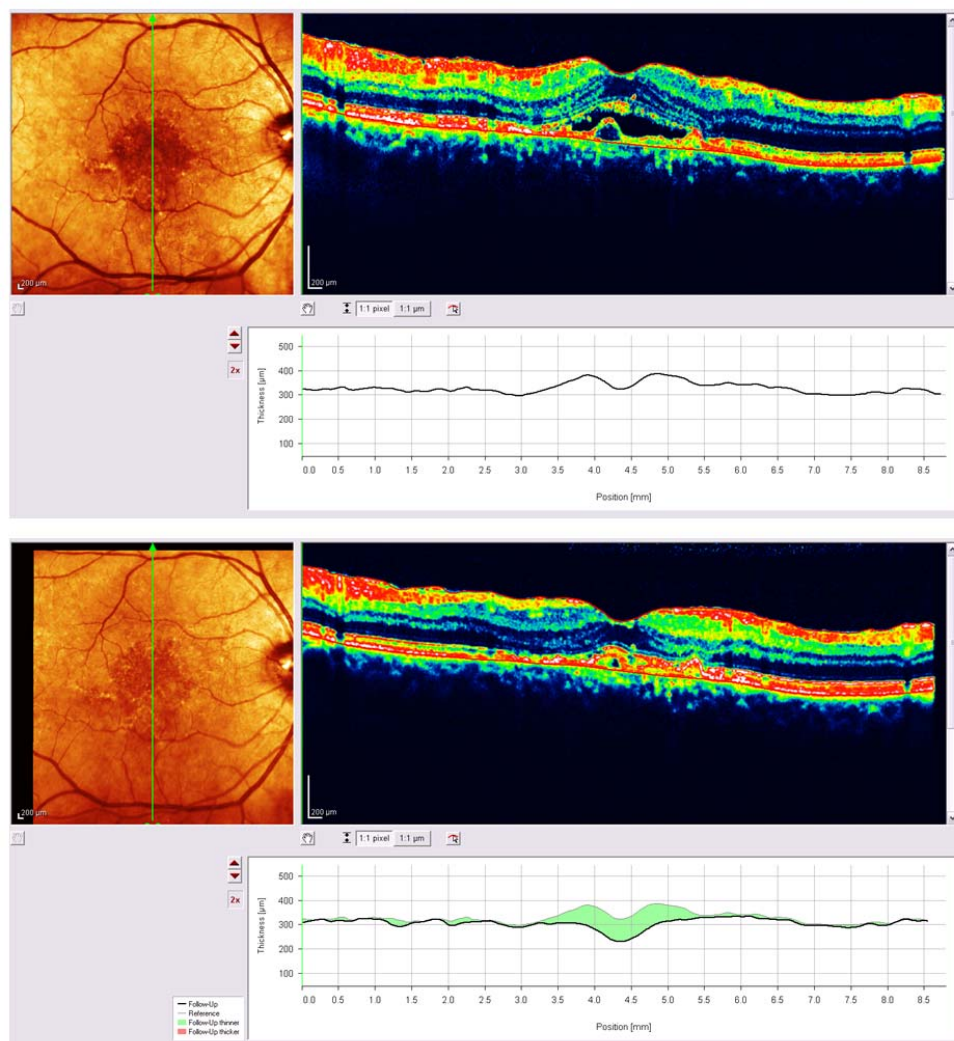 200 µm
200 µm
1:1 pixel 1:1 µm
2x
Thickness [µm]
500
400
300
200
100
0.0 0.5 1.0 1.5 2.0 2.5 3.0 3.5 4.0 4.5 5.0 5.5 6.0 6.5 7.0 7.5 8.0 8.5
Position [mm]
200 µm
200 µm
1:1 pixel 1:1 µm
2x
Thickness [µm]
500
400
300
200
100
0.0 0.5 1.0 1.5 2.0 2.5 3.0 3.5 4.0 4.5 5.0 5.5 6.0 6.5 7.0 7.5 8.0 8.5
Position [mm]
Follow-Up
Reference
Follow-Up thinner
Follow-Up thicker